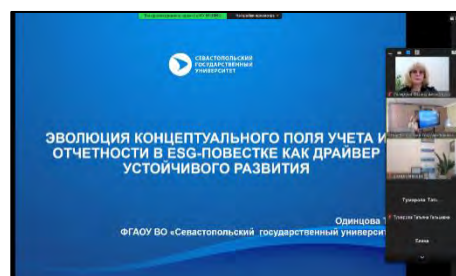 СЕВАСТОПОЛЬСКИЙ
ГОСУДАРСТВЕННЫЙ
УНИВЕРСИТЕТ
ЭВОЛЮЦИЯ КОНЦЕПТУАЛЬНОГО ПОЛЯ УЧЕТА И
ОТЧЕТНОСТИ В ESG-ПОВЕСТКЕ КАК ДРАЙВЕР
УСТОЙЧИВОГО РАЗВИТИЯ
Одинцова Т
ФГАОУ ВО «Севастопольский государственный университ
Елена